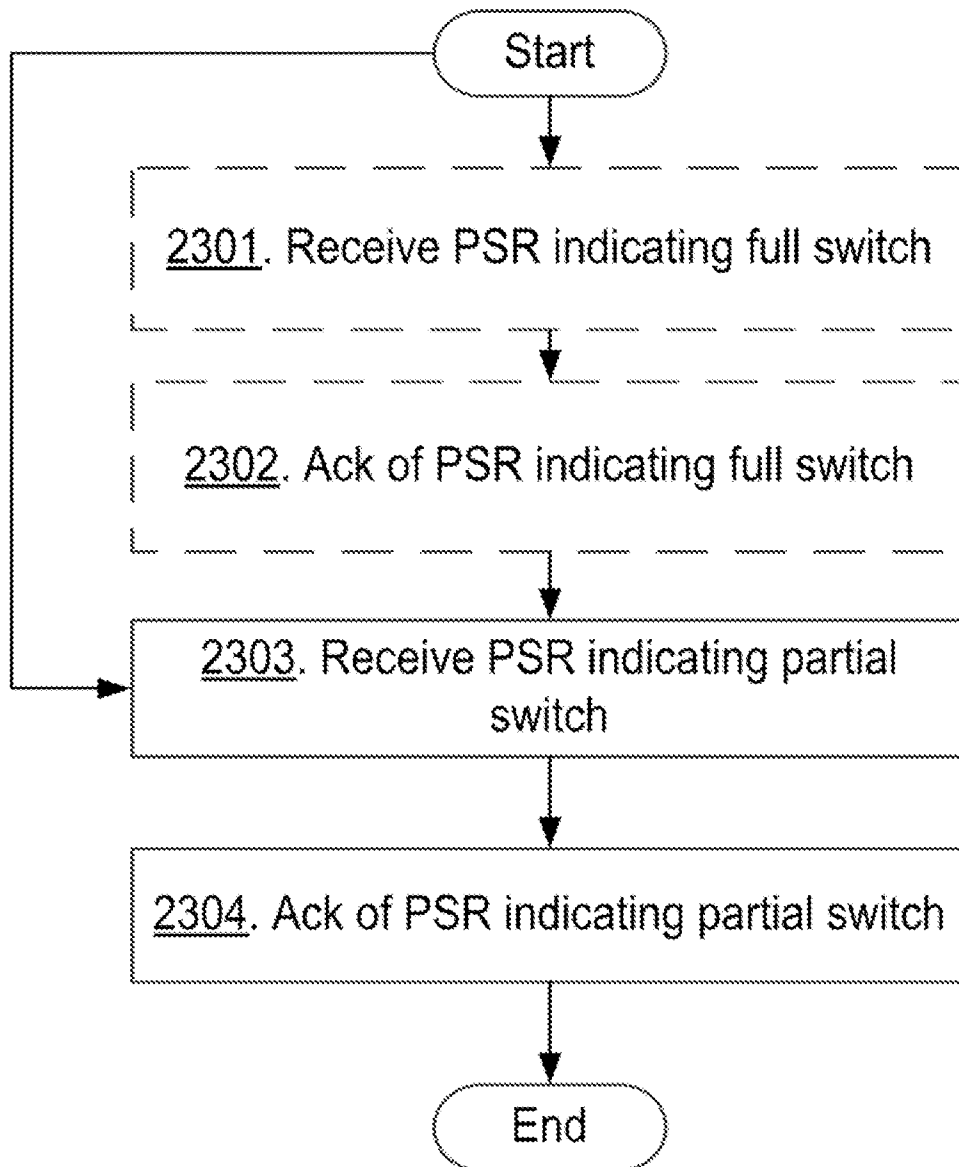 Start
2301. Receive PSR indicating full switch
2302. Ack of PSR indicating full switch
2303. Receive PSR indicating partial
switch
2304. Ack of PSR indicating partial switch
End